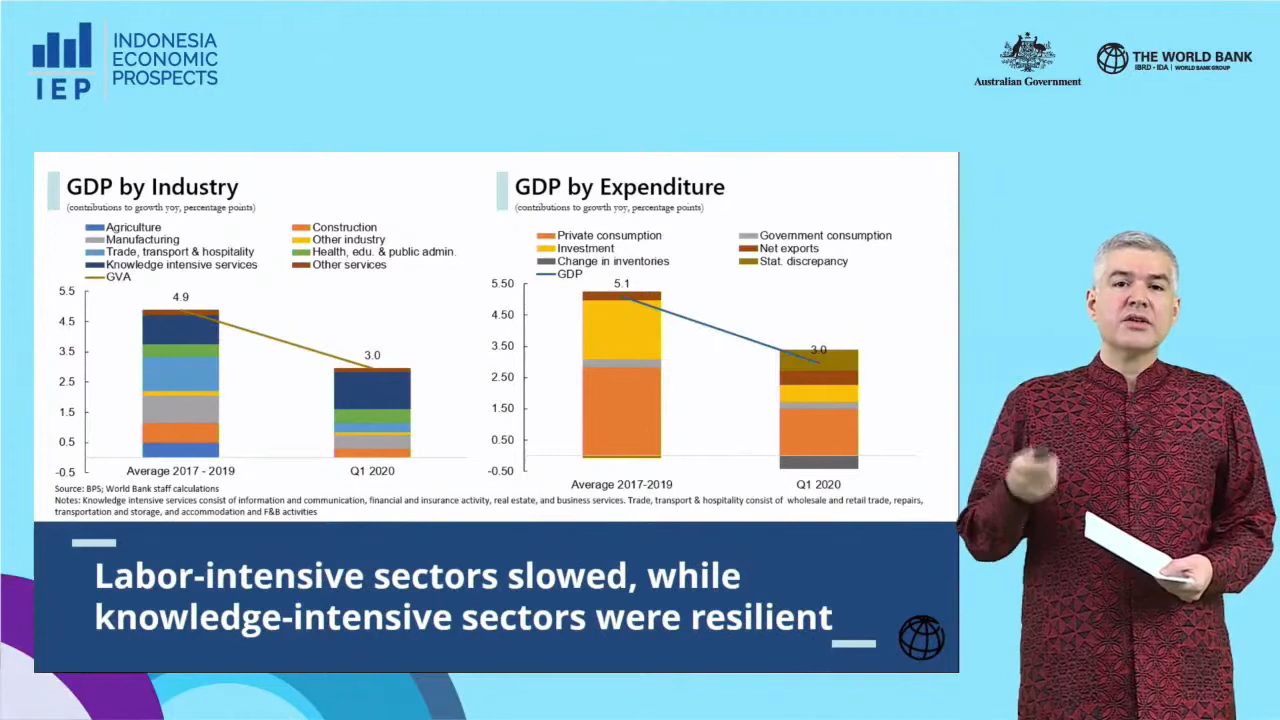 INDONESIA
ECONOMIC
PROSPECTS
IEP
Australian Government
THE WORLD BANK
IBRD • IDA | WORLD BANK GROUP
GDP by Industry
(contributions to growth yoy, percentage points)
Agriculture
Construction
Manufacturing
Other industry
Trade, transport & hospitality
Health, edu. & public admin.
Knowledge intensive services
Other services
GVA
5.5
4.5
3.5
2.5
1.5
0.5
-0.5
4.9
3.0
Average 2017 - 2019
Q1 2020
GDP by Expenditure
(contributions to growth yoy, percentage points)
Private consumption
Government consumption
Investment
Net exports
Change in inventories
Stat. discrepancy
GDP
5.50
4.50
3.50
2.50
1.50
0.50
-0.50
5.1
3.0
Average 2017-2019
Q1 2020
Source: BPS; World Bank staff calculations
Notes: Knowledge intensive services consist of information and communication, financial and insurance activity, real estate, and business services. Trade, transport & hospitality consist of wholesale and retail trade, repairs,
transportation and storage, and accommodation and F&B activities
Labor-intensive sectors slowed, while
knowledge-intensive sectors were resilient